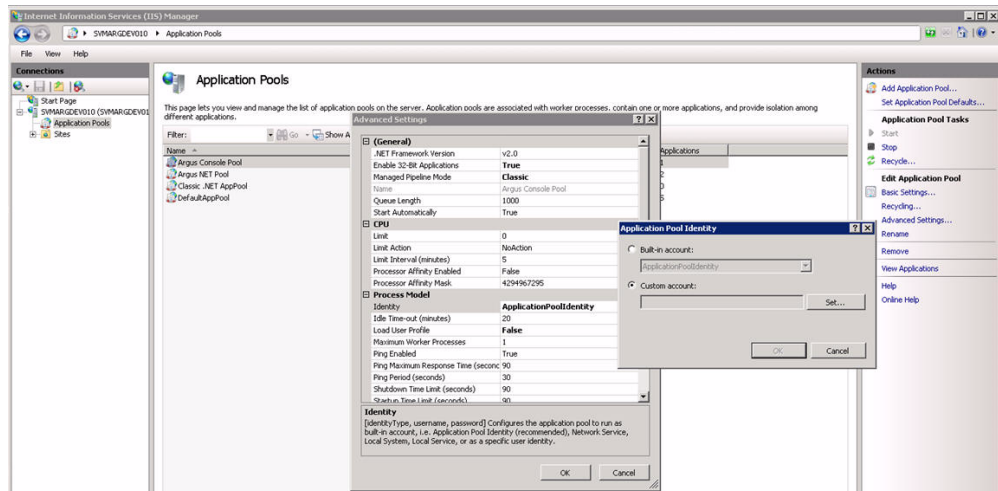 Internet Information Services (IIS) Manager
SVMARGDEV010 Application Pools
File View Help
Connections
Start Page
SVMARGDEV010 (SVMARGDEV01
Application Pools
Sites
Application Pools
This page lets you view and manage the list of application pools on the server. Application pools are associated with worker processes, contain one or more applications, and provide isolation among
different applications.
Filter: Go Show A
Name Applications
Argus Console Pool
Argus NET Pool
Classic .NET AppPool
DefaultAppPool
Advanced Settings
(General)
.NET Framework Version v2.0
Enable 32-Bit Applications True
Managed Pipeline Mode Classic
Name Argus Console Pool
Queue Length 1000
Start Automatically True
CPU
Limit 0
Limit Action NoAction
Limit Interval (minutes) 5
Processor Affinity Enabled False
Processor Affinity Mask 4294967295
Process Model
Identity ApplicationPoolIdentity
Idle Time-out (minutes) 20
Load User Profile False
Maximum Worker Processes 1
Ping Enabled True
Ping Maximum Response Time (seconc 90
Ping Period (seconds) 30
Shutdown Time Limit (seconds) 90
Startup Time Limit (seconds) 90
Identity
[identityType, username, password] Configures the application pool to run as
built-in account, i.e. Application Pool Identity (recommended), Network Service,
Local System, Local Service, or as a specific user identity.
OK Cancel
Application Pool Identity
Built-in account:
ApplicationPoolIdentity
Custom account:
Set...
OK Cancel
Actions
Add Application Pool...
Set Application Pool Defaults...
Application Pool Tasks
Start
Stop
Recycle...
Edit Application Pool
Basic Settings...
Recycling...
Advanced Settings...
Rename
Remove
View Applications
Help
Online Help